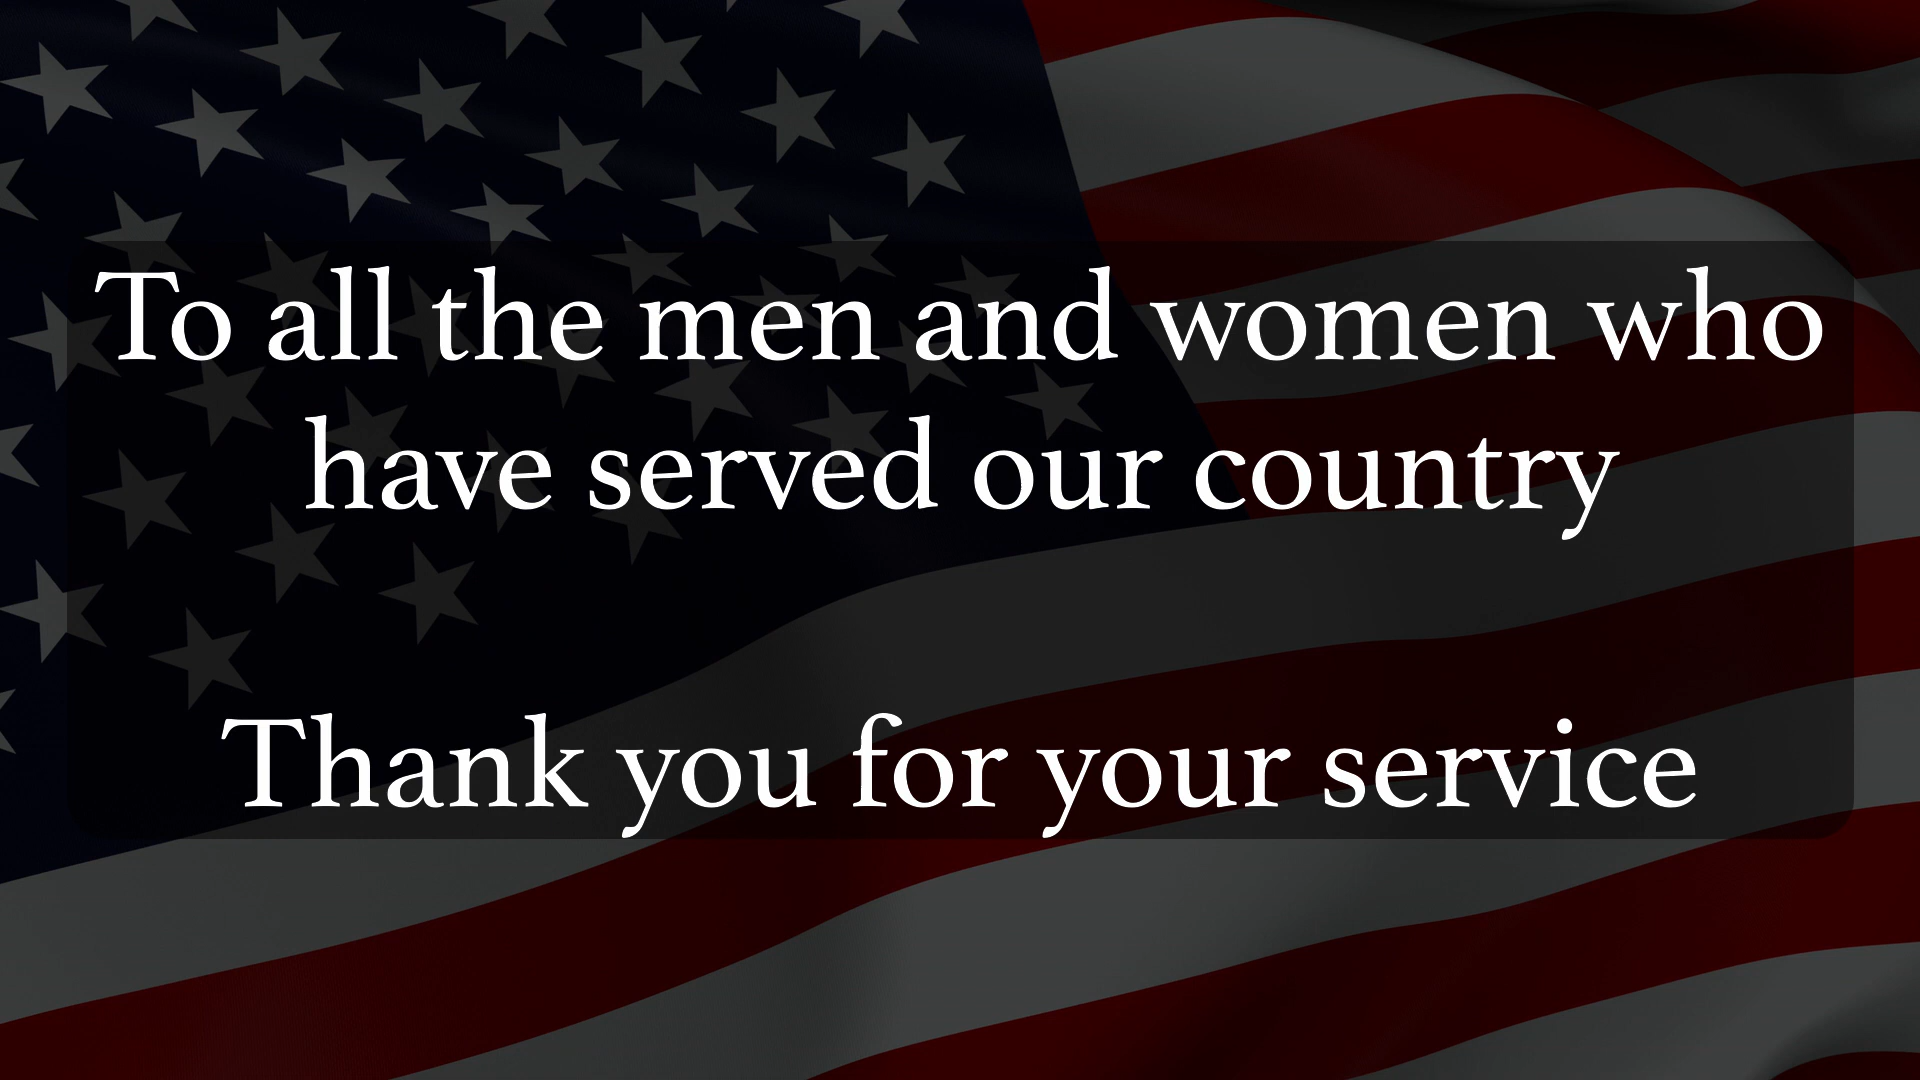 To all the men and women who
have served our country
Thank you for your service